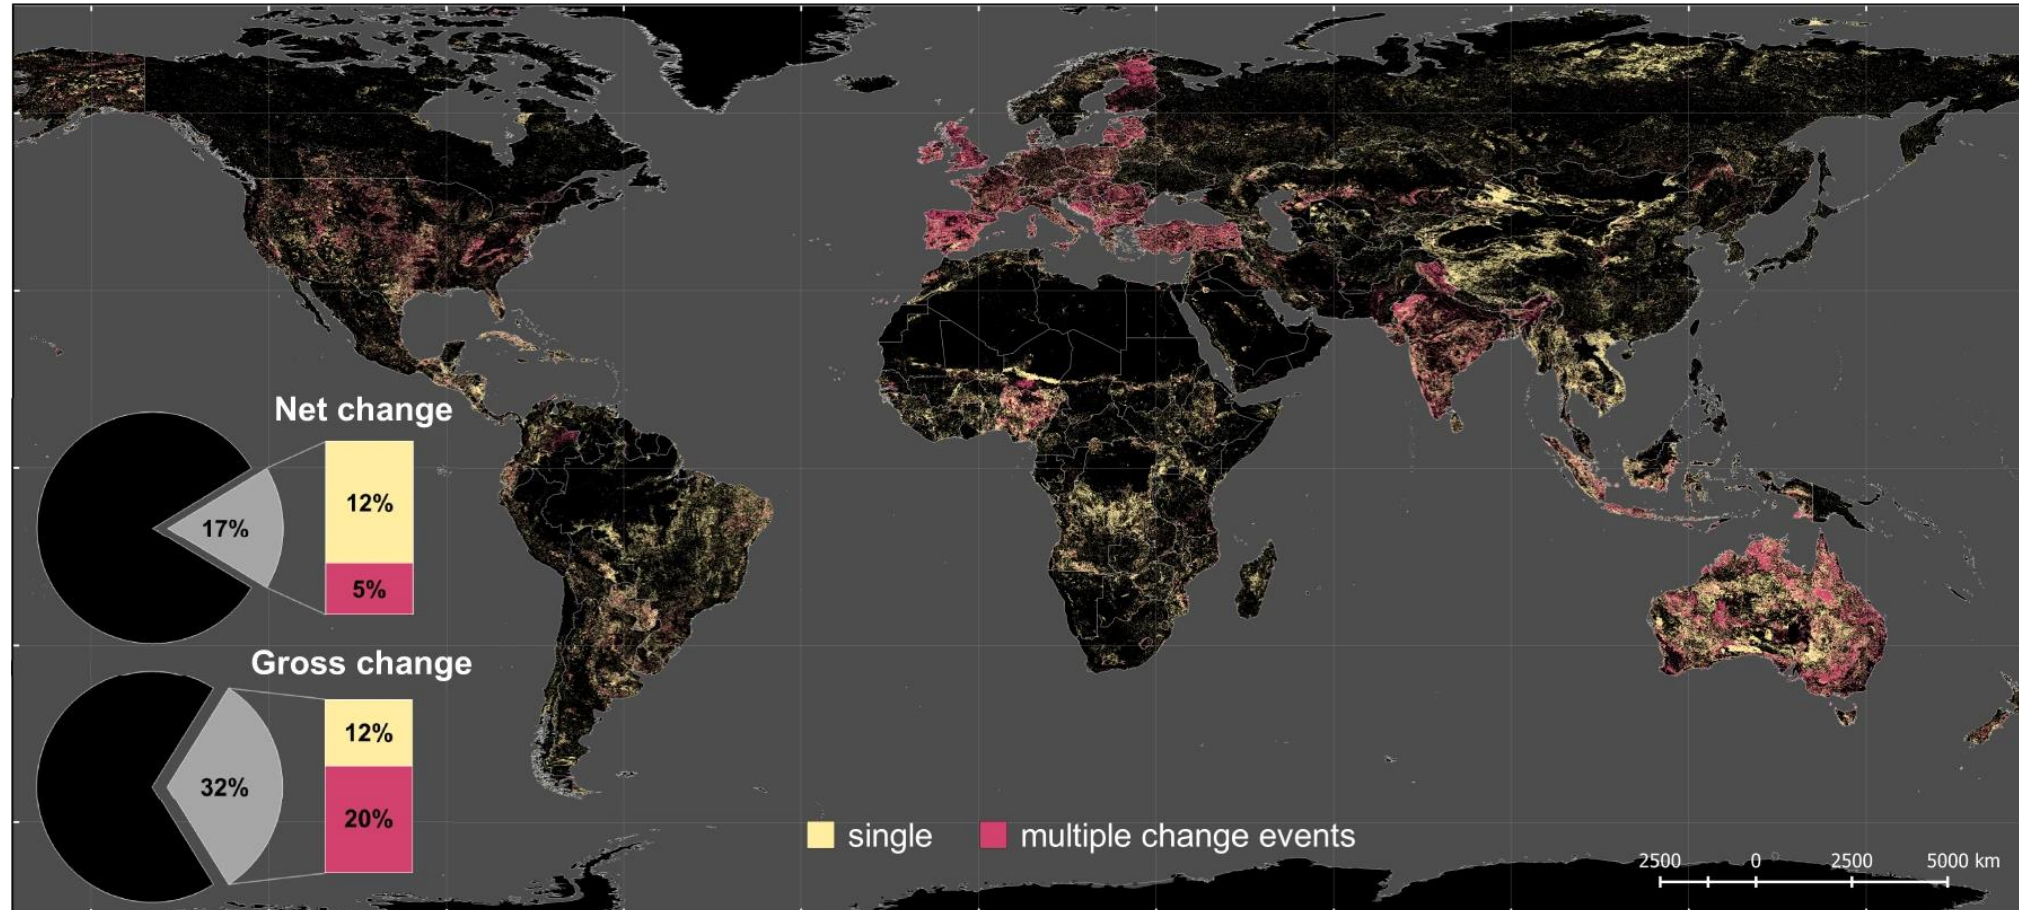 Net change
17%
12%
5%
Gross change
32%
12%
20%
single
multiple change events
2500 0 2500 5000 km